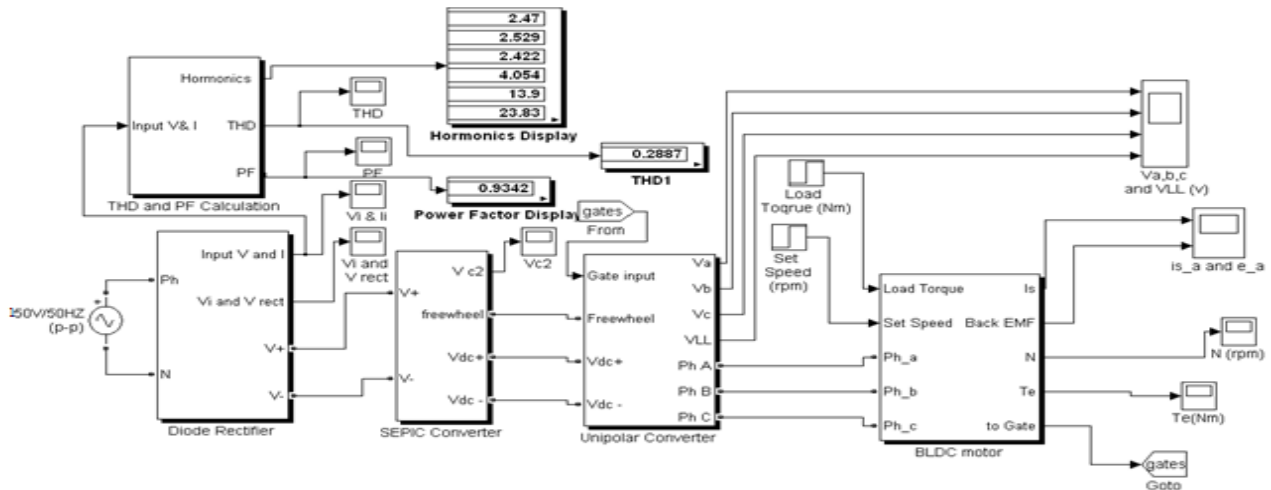 2.47
2.529
2.422
4.054
13.9
23.83
Hormonics Display
Hormonics
Input V& I
THD
PF
THD and PF Calculation
THD
PF
0.2887
THD1
0.9342
Power Factor Display
Vi & Ii
Vi and
V rect
gates
From
Vc2
Load
Toqrue (Nm)
Set
Speed
(rpm)
Va,b,c
and VLL (v)
is_a and e_a
N (rpm)
Te(Nm)
gates
Goto
50V/50HZ
(p-p)
Ph
N
Input V and I
Vi and V rect
V+
V-
Diode Rectifier
V+
V-
V c2
freewheel
Vdc+
Vdc -
SEPIC Converter
Gate input
Freewheel
Vdc+
Vdc -
Va
Vb
Vc
VLL
Ph A
Ph B
Ph C
Unipolar Converter
Load Torque
Set Speed
Ph_a
Ph_b
Ph_c
Is
Back EMF
N
Te
to Gate
BLDC motor